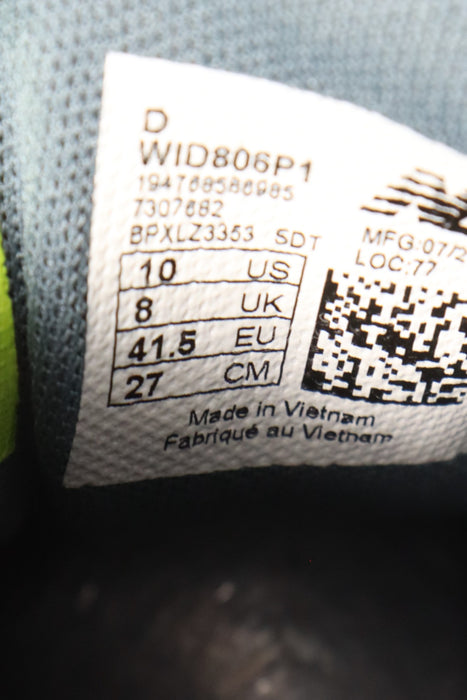 D
WID806P1
194768586985
7307682
BPXLZ3353 SDT
MFG:07/2
LOC:77
10 US
8 UK
41.5 EU
27 CM
Made in Vietnam
Fabriqué au Vietnam